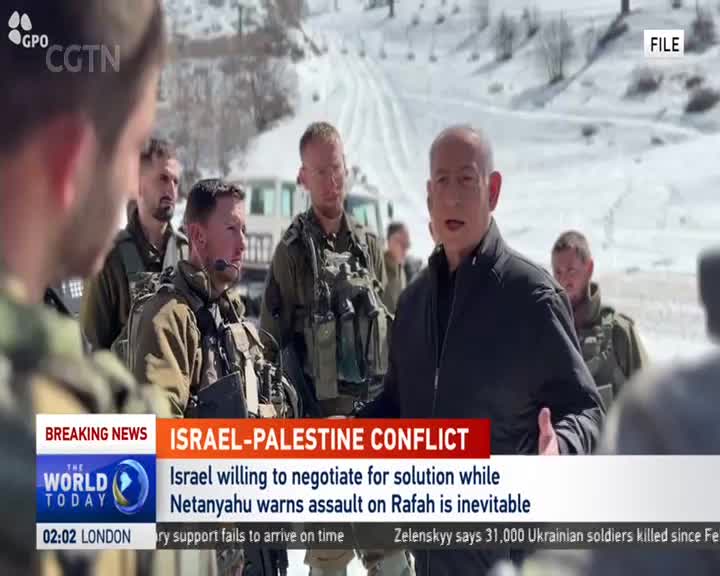 GPO
CGTN
FILE
BREAKING NEWS
ISRAEL-PALESTINE CONFLICT
THE WORLD TODAY
Israel willing to negotiate for solution while
Netanyahu warns assault on Rafah is inevitable
02:02 LONDON
ry support fails to arrive on time
Zelenskyy says 31,000 Ukrainian soldiers killed since Fe